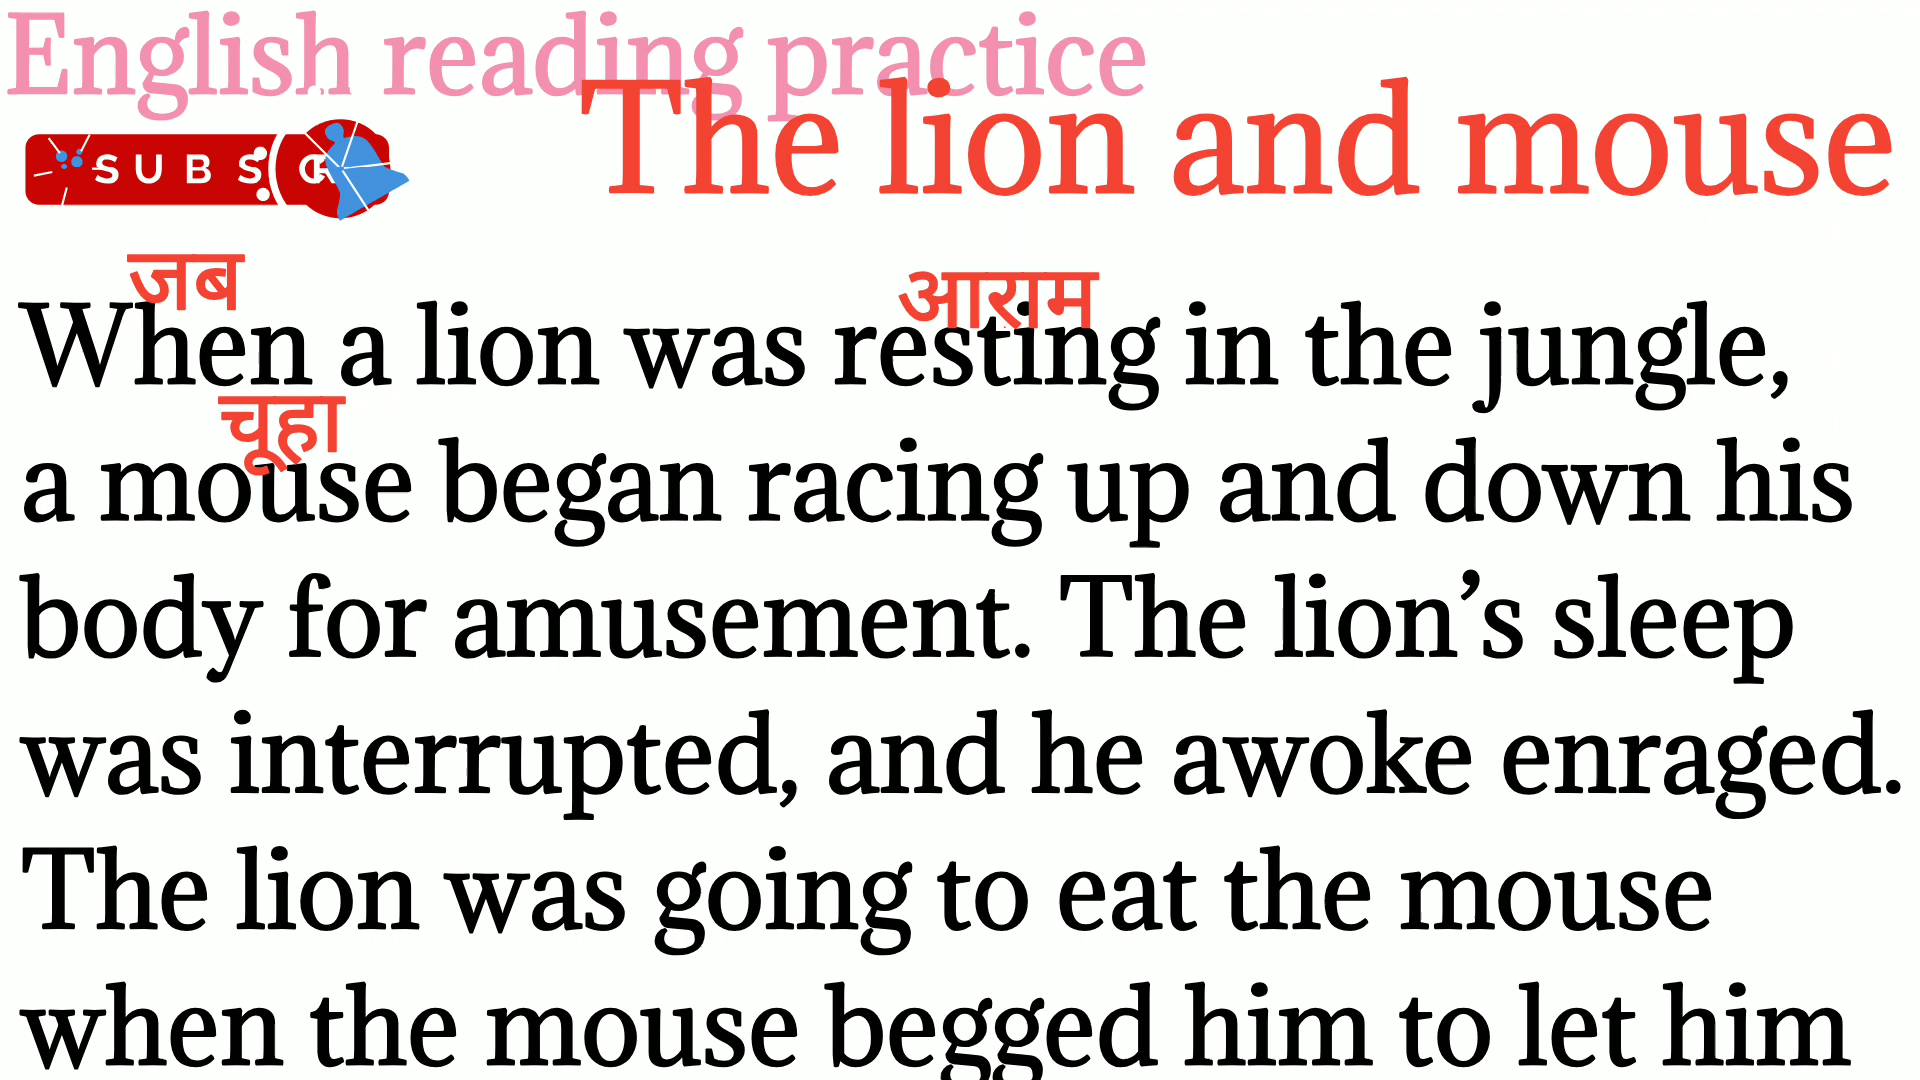 English reading practice
The lion and mouse
SUBSCR
जब
आराम
When a lion was resting in the jungle,
चूहा
a mouse began racing up and down his
body for amusement. The lion’s sleep
was interrupted, and he awoke enraged.
The lion was going to eat the mouse
when the mouse begged him to let him